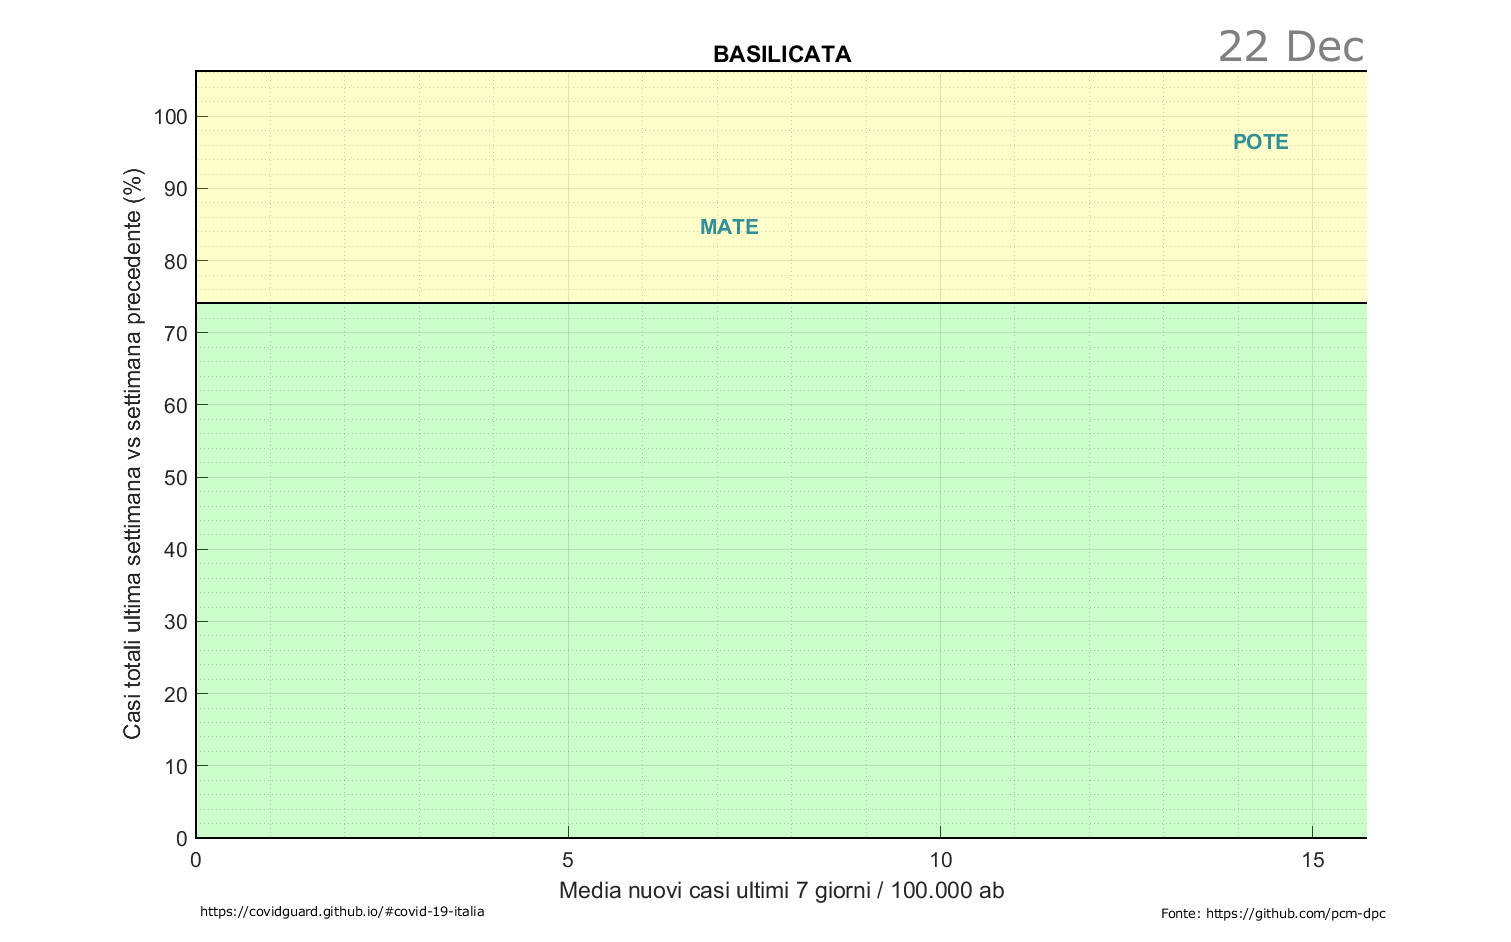 BASILICATA
22 Dec
Casi totali ultima settimana vs settimana precedente (%)
100
90
80
70
60
50
40
30
20
10
0
POTE
MATE
0 5 10 15
Media nuovi casi ultimi 7 giorni / 100.000 ab
https://covidguard.github.io/#covid-19-italia
Fonte: https://github.com/pcm-dpc